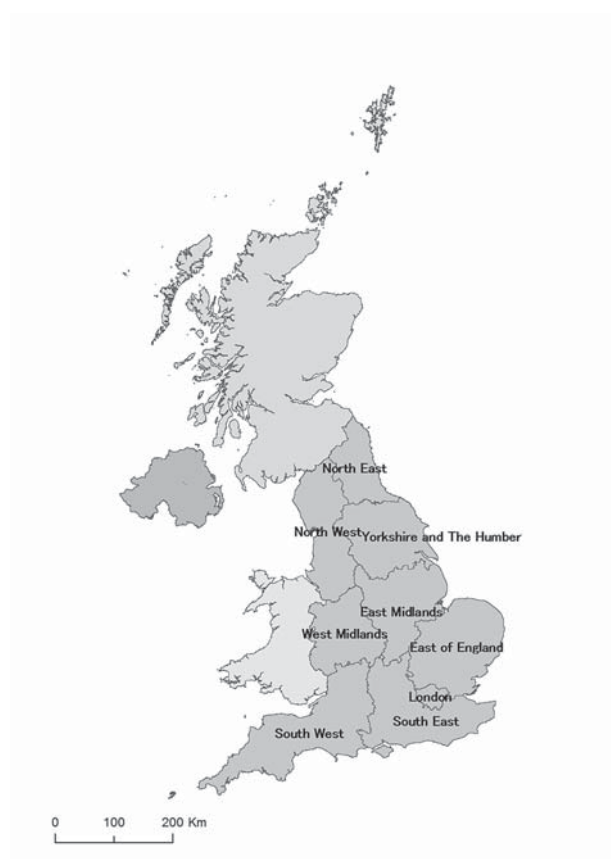 North East
North West
Yorkshire and The Humber
East Midlands
West Midlands
East of England
London
South East
South West
0 100 200 Km